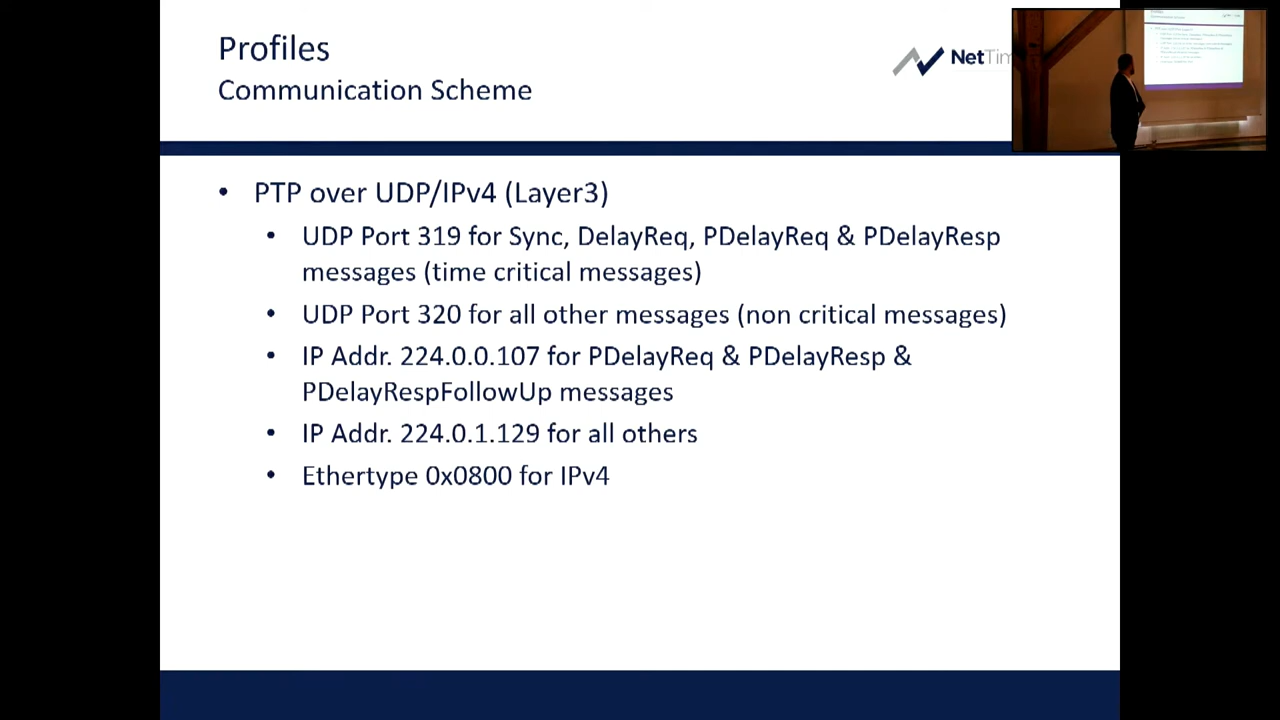 Profiles
Communication Scheme
• PTP over UDP/IPv4 (Layer3)
• UDP Port 319 for Sync, DelayReq, PDelayReq & PDelayResp
messages (time critical messages)
• UDP Port 320 for all other messages (non critical messages)
• IP Addr. 224.0.0.107 for PDelayReq & PDelayResp &
PDelayRespFollowUp messages
• IP Addr. 224.0.1.129 for all others
• Ethertype 0x0800 for IPv4